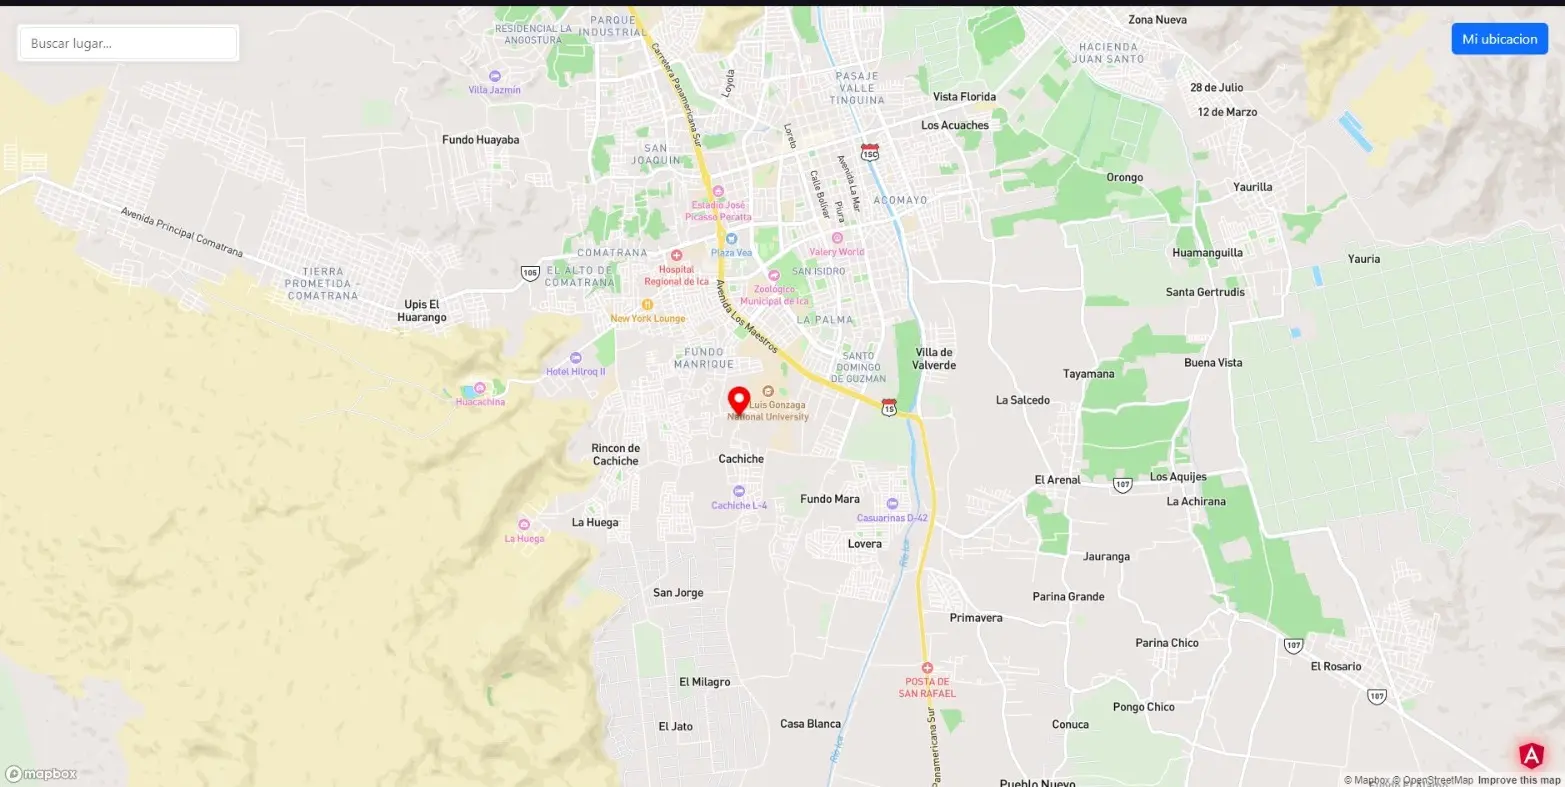 Buscar lugar...
Mi ubicacion
Zona Nueva
PARQUE
INDUSTRIAL
RESIDENCIAL LA
ANGOSTURA
HACIENDA
JUAN SANTO
Carretera Panamericana Sur
Loyola
PASAJE
VALLE
TINGUINA
Villa Jazmín
28 de Julio
Vista Florida
12 de Marzo
Los Acuaches
Fundo Huayaba
Loreto
SAN
JOAQUIN
15C
Avenida La Mar
Calle Bolívar
Piura
Orongo
Yaurilla
ACOMAYO
Estadio José
Picasso Peratta
Avenida Principal Comatrana
Plaza Vea
Valery World
COMATRANA
Huamanguilla
Yauria
Hospital
Regional de Ica
105
EL ALTO DE
COMATRANA
TIERRA
PROMETIDA -
COMATRANA
SAN ISIDRO
Zoológico
Municipal de Ica
Santa Gertrudis
Upis El
Huarango
New York Lounge
Avenida Los Maestros
LA PALMA
FUNDO
MANRIQUE
SANTO
DOMINGO
DE GUZMAN
Villa de
Valverde
Buena Vista
Hotel Hilroq II
Tayamana
Huacachina
La Salcedo
Luis Gonzaga
National University
1S
Rincon de
Cachiche
Cachiche
El Arenal
107
Los Aquijes
Cachiche L-4
Fundo Mara
Casuarinas D-42
La Achirana
La Huega
La Huega
Lovera
Río Ica
Jauranga
San Jorge
Parina Grande
Primavera
Parina Chico
107
El Rosario
POSTA DE
SAN RAFAEL
El Milagro
107
Pongo Chico
El Jato
Casa Blanca
Conuca
Río Ica
Panamericana Sur
Pueblo Nuevo
mapbox
© Mapbox © OpenStreetMap Improve this map